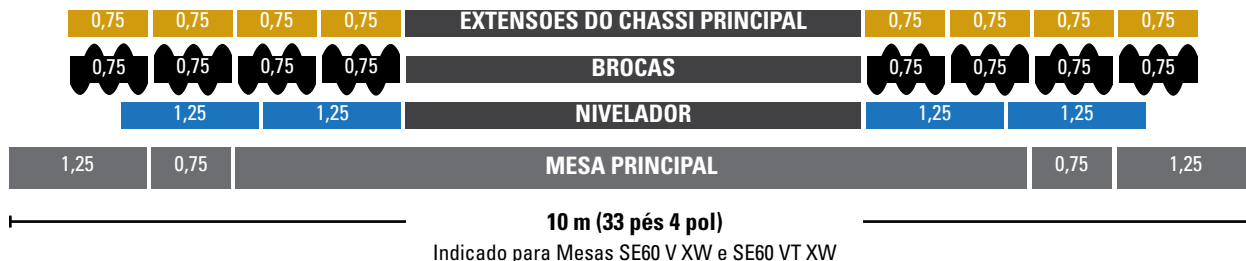 0,75 0,75 0,75 0,75 EXTENSÕES DO CHASSI PRINCIPAL 0,75 0,75 0,75 0,75
0,75 0,75 0,75 0,75 BROCAS 0,75 0,75 0,75 0,75
1,25 1,25 NIVELADOR 1,25 1,25
1,25 0,75 MESA PRINCIPAL 0,75 1,25
10 m (33 pés 4 pol)
Indicado para Mesas SE60 V XW e SE60 VT XW